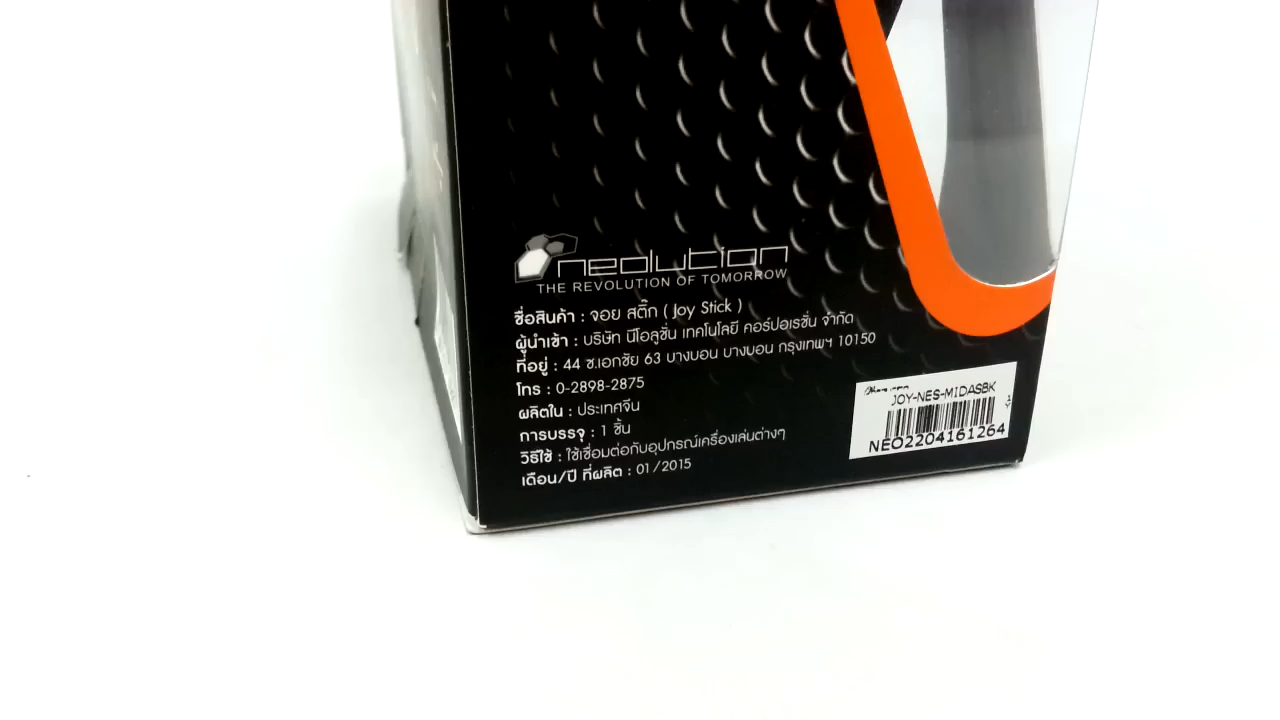 neolution
THE REVOLUTION OF TOMORROW
ชื่อสินค้า : จอย สติ๊ก ( Joy Stick )
ผู้นำเข้า : บริษัท นีโอลูชั่น เทคโนโลยี คอร์ปอเรชั่น จำกัด
ที่อยู่ : 44 ซ.เอกชัย 63 บางบอน บางบอน กรุงเทพฯ 10150
โทร : 0-2898-2875
ผลิตใน : ประเทศจีน
การบรรจุ : 1 ชิ้น
วิธีใช้ : ใช้เชื่อมต่อกับอุปกรณ์เครื่องเล่นต่างๆ
เดือน/ปี ที่ผลิต : 01/2015
JOY-NES-MIDASBK
NEO2204161264